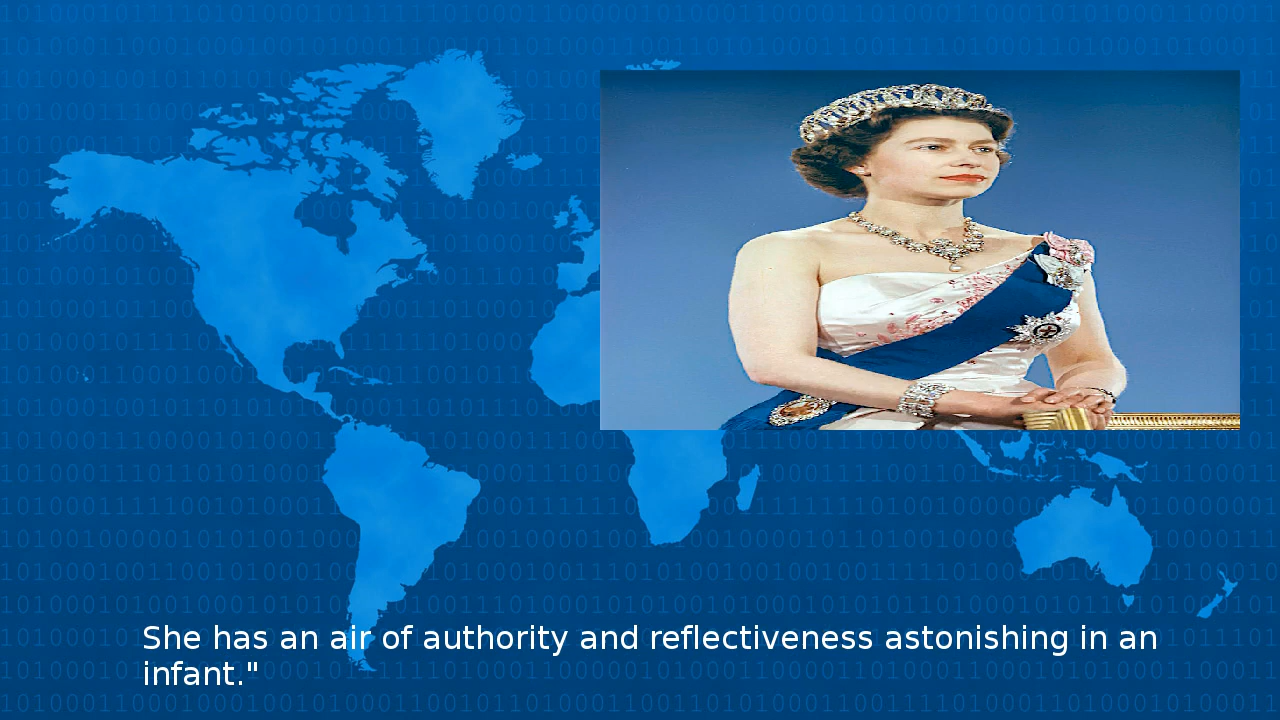 She has an air of authority and reflectiveness astonishing in an
infant."